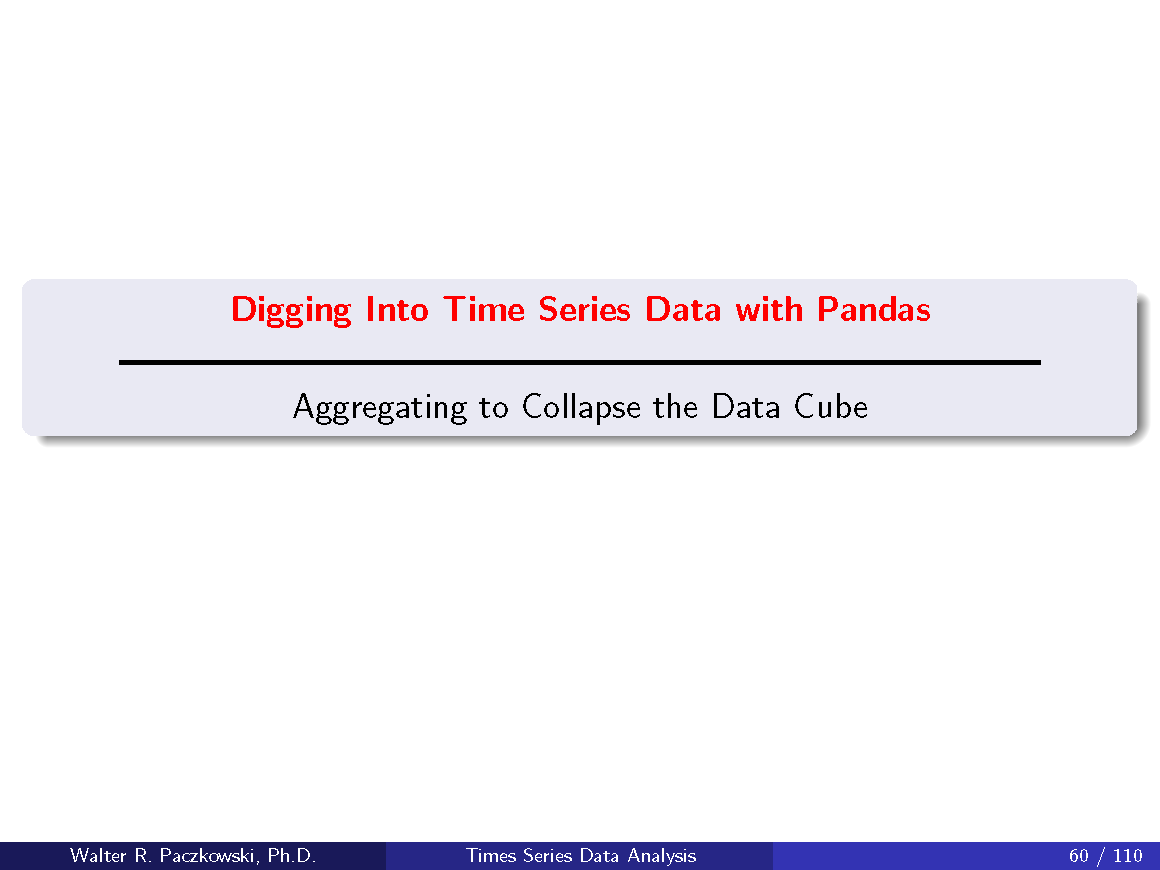 Digging Into Time Series Data with Pandas
Aggregating to Collapse the Data Cube
Walter R. Paczkowski, Ph.D.
Times Series Data Analysis
60 / 110